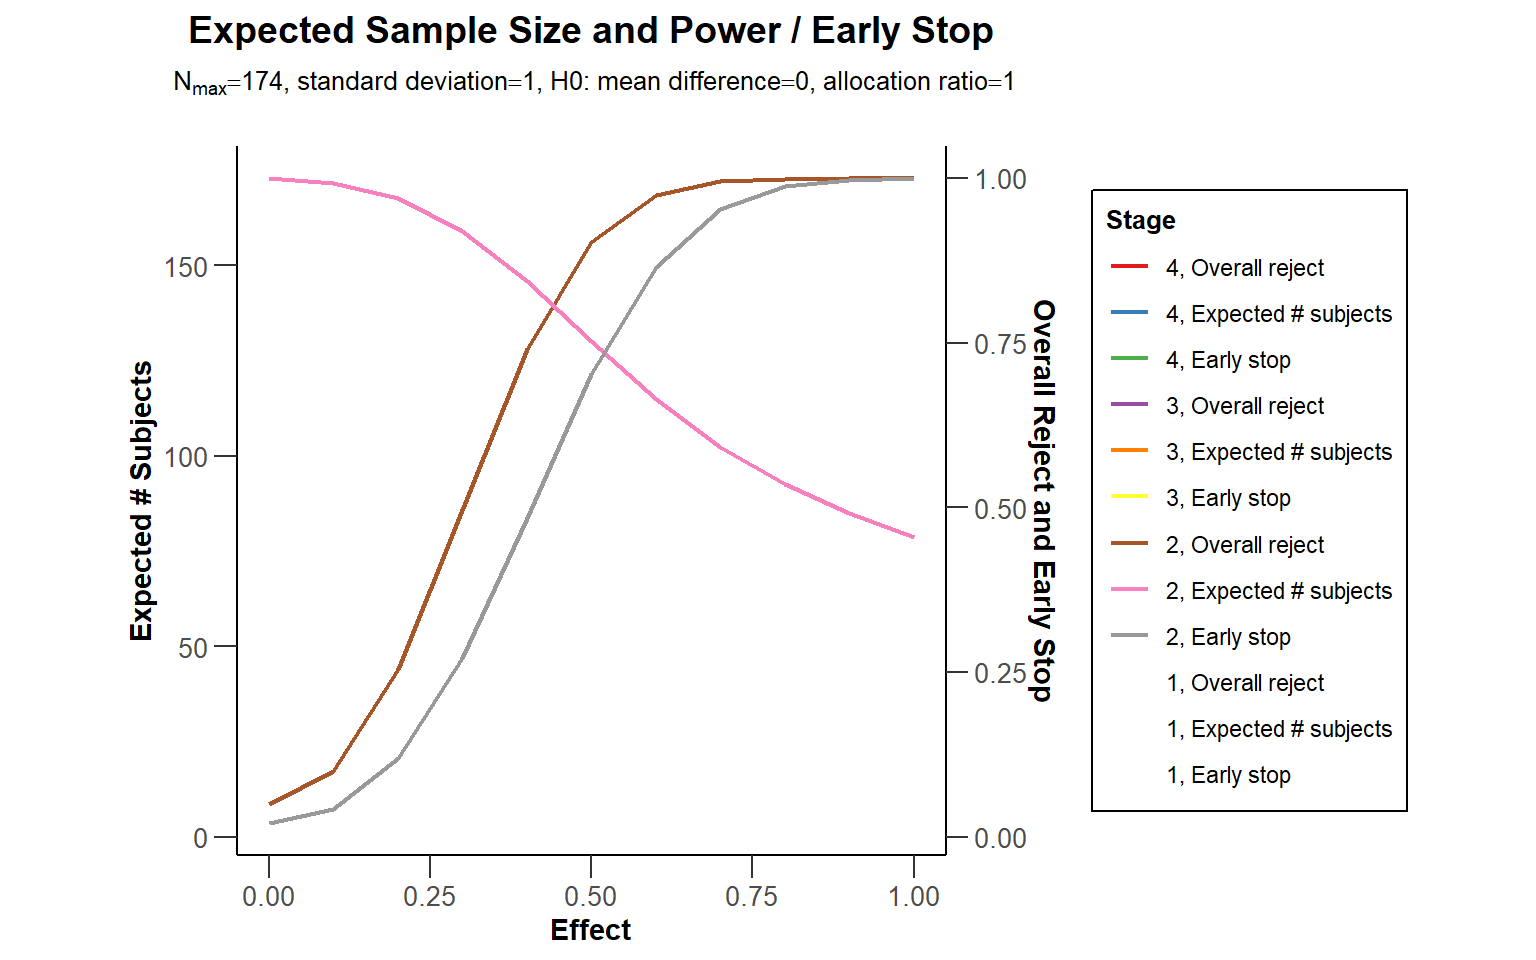 Expected Sample Size and Power / Early Stop
Nmax=174, standard deviation=1, H0: mean difference=0, allocation ratio=1
Expected # Subjects
150
100
50
0
0.00
0.25
0.50
0.75
1.00
Effect
1.00
0.75
0.50
0.25
0.00
Overall Reject and Early Stop
Stage
4, Overall reject
4, Expected # subjects
4, Early stop
3, Overall reject
3, Expected # subjects
3, Early stop
2, Overall reject
2, Expected # subjects
2, Early stop
1, Overall reject
1, Expected # subjects
1, Early stop